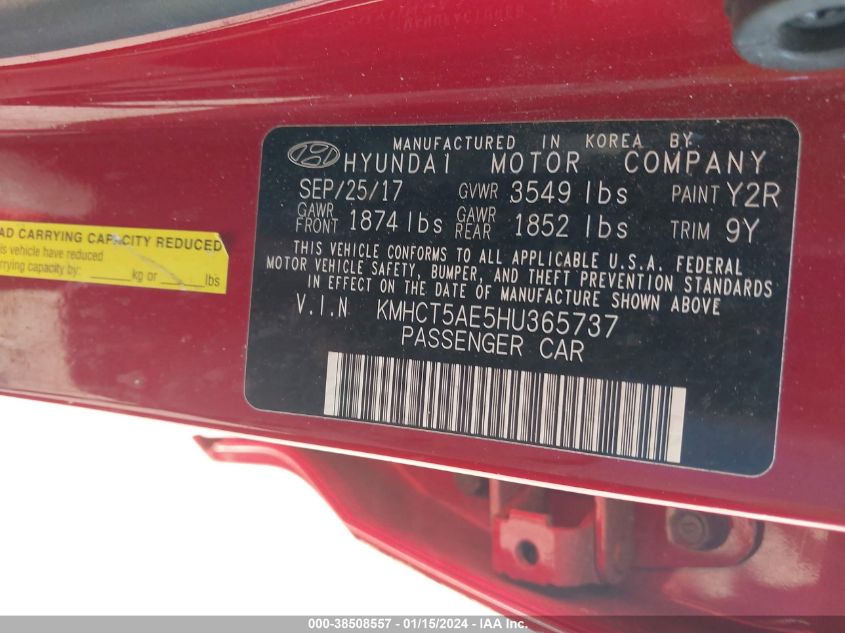 MANUFACTURED IN KOREA BY
HYUNDAI MOTOR COMPANY
SEP/25/17 GVWR 3549 lbs PAINT Y2R
GAWR FRONT 1874 lbs GAWR REAR 1852 lbs TRIM 9Y
THIS VEHICLE CONFORMS TO ALL APPLICABLE U.S.A. FEDERAL
MOTOR VEHICLE SAFETY, BUMPER, AND THEFT PREVENTION STANDARDS
IN EFFECT ON THE DATE OF MANUFACTURE SHOWN ABOVE
V.I.N KMHCT5AE5HU365737
PASSENGER CAR
AD CARRYING CAPACITY REDUCED
is vehicle have reduced
rrying capacity by: ____kg or ____lbs
000-38508557 - 01/15/2024 - IAA Inc.